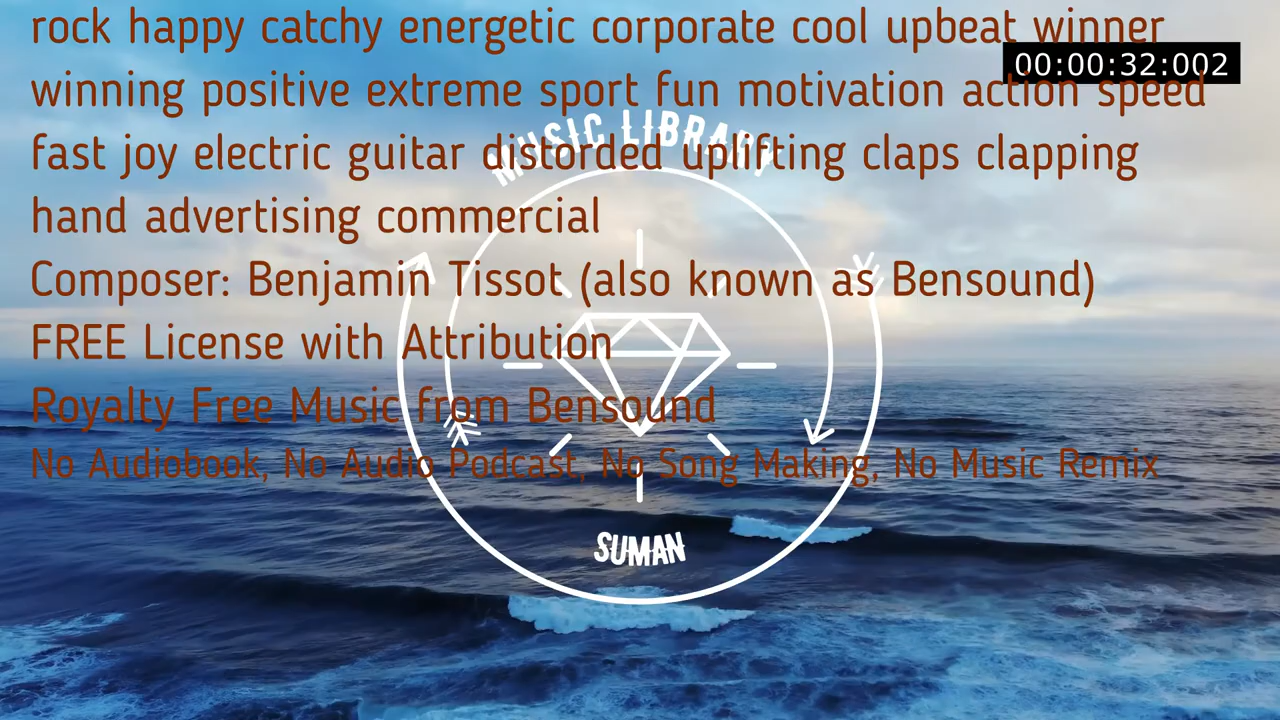 rock happy catchy energetic corporate cool upbeat winner
00:00:32:002
winning positive extreme sport fun motivation action speed
MUSIC LIBRARY
fast joy electric guitar distorded uplifting claps clapping
hand advertising commercial
Composer: Benjamin Tissot (also known as Bensound)
FREE License with Attribution
Royalty Free Music from Bensound
No Audiobook, No Audio Podcast, No Song Making, No Music Remix
SUMAN